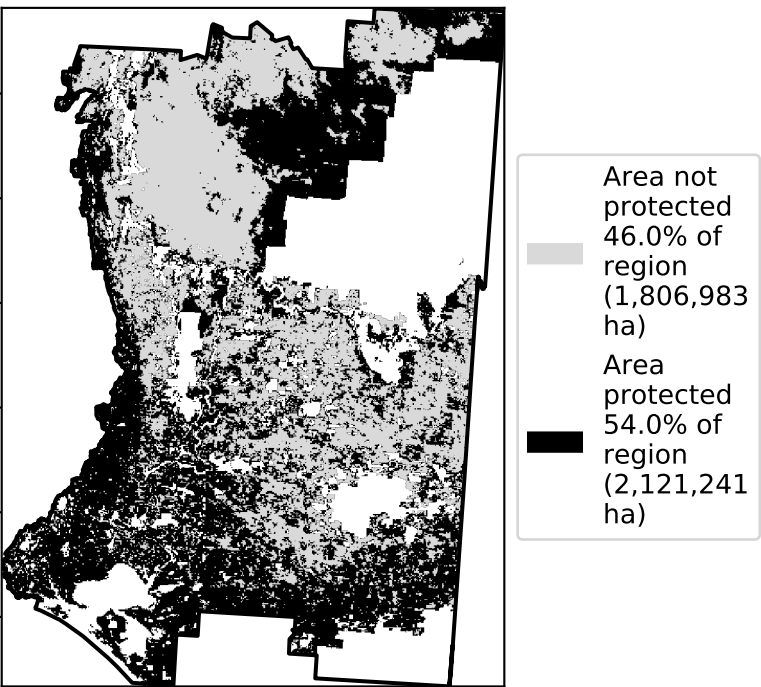 Area not
protected
46.0% of
region
(1,806,983
ha)
Area
protected
54.0% of
region
(2,121,241
ha)